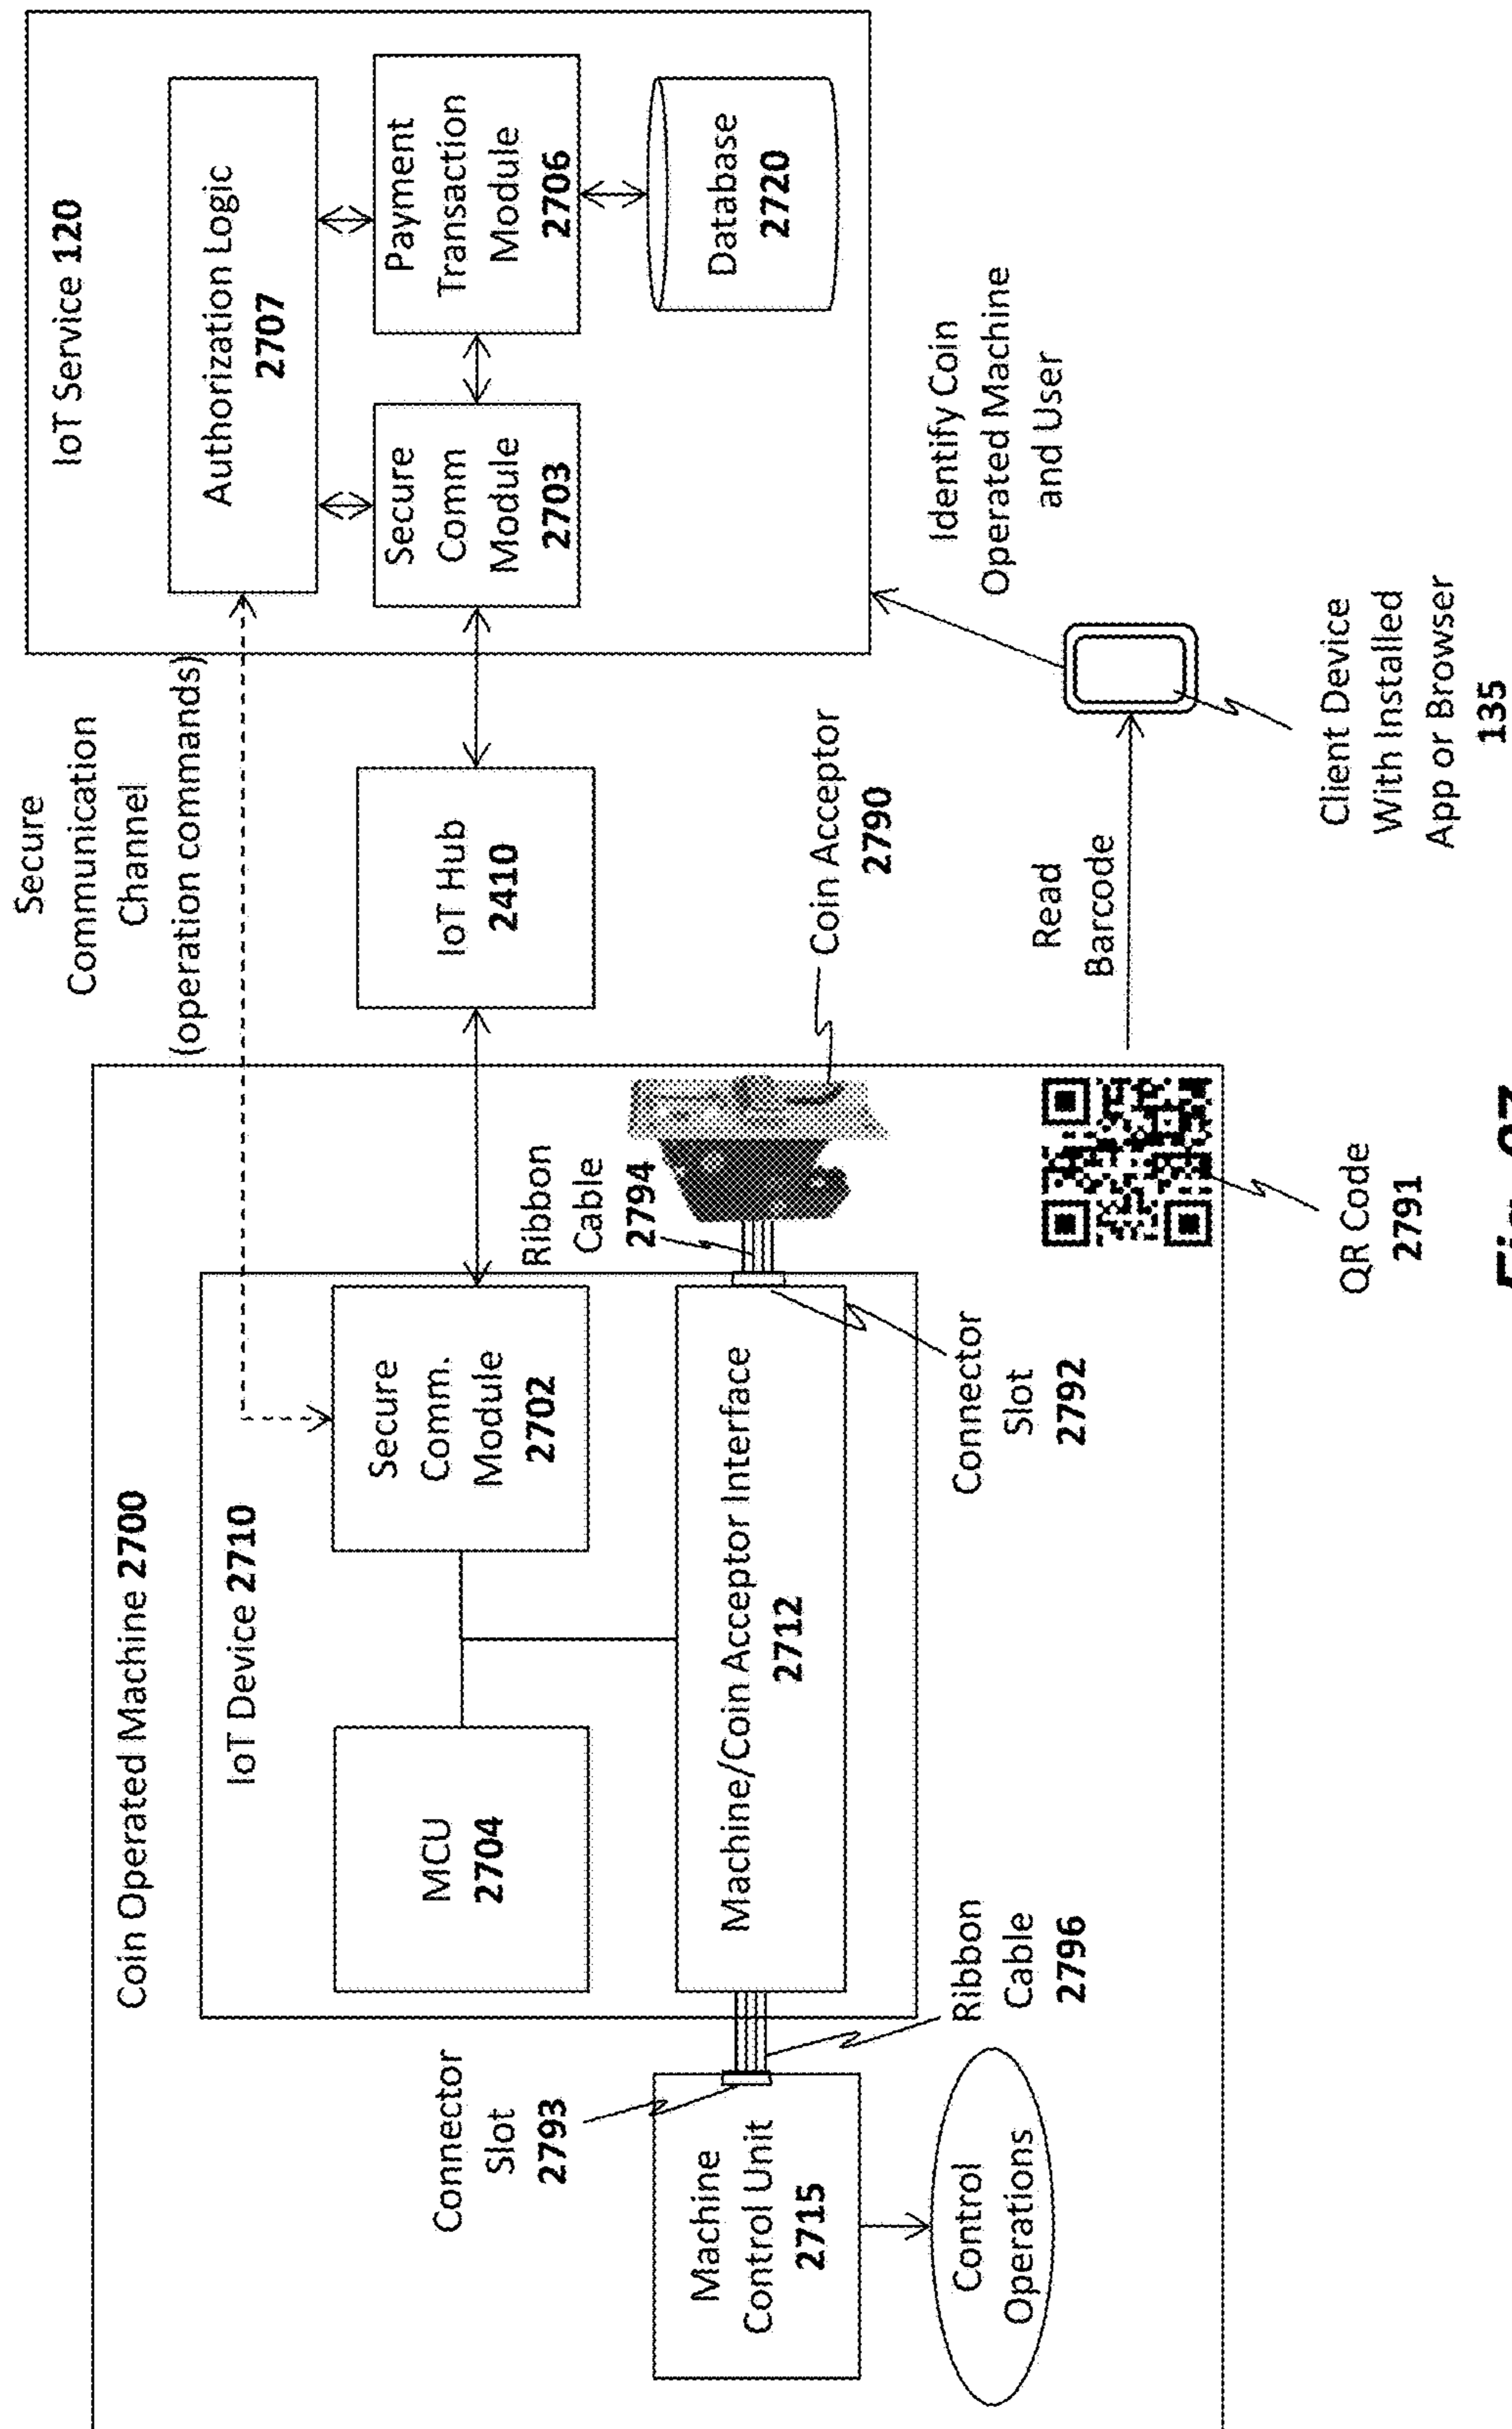 Coin Operated Machine 2700
IoT Device 2710
MCU
2704
Secure
Comm.
Module
2702
Machine/Coin Acceptor Interface
2712
Connector
Slot
2793
Machine
Control Unit
2715
Control
Operations
Ribbon
Cable
2796
Connector
Slot
2792
Ribbon
Cable
2794
Coin Acceptor
2790
QR Code
2791
Read
Barcode
Client Device
With Installed
App or Browser
135
Identify Coin
Operated Machine
and User
Secure
Communication
Channel
(operation commands)
IoT Hub
2410
IoT Service 120
Authorization Logic
2707
Secure
Comm
Module
2703
Payment
Transaction
Module
2706
Database
2720